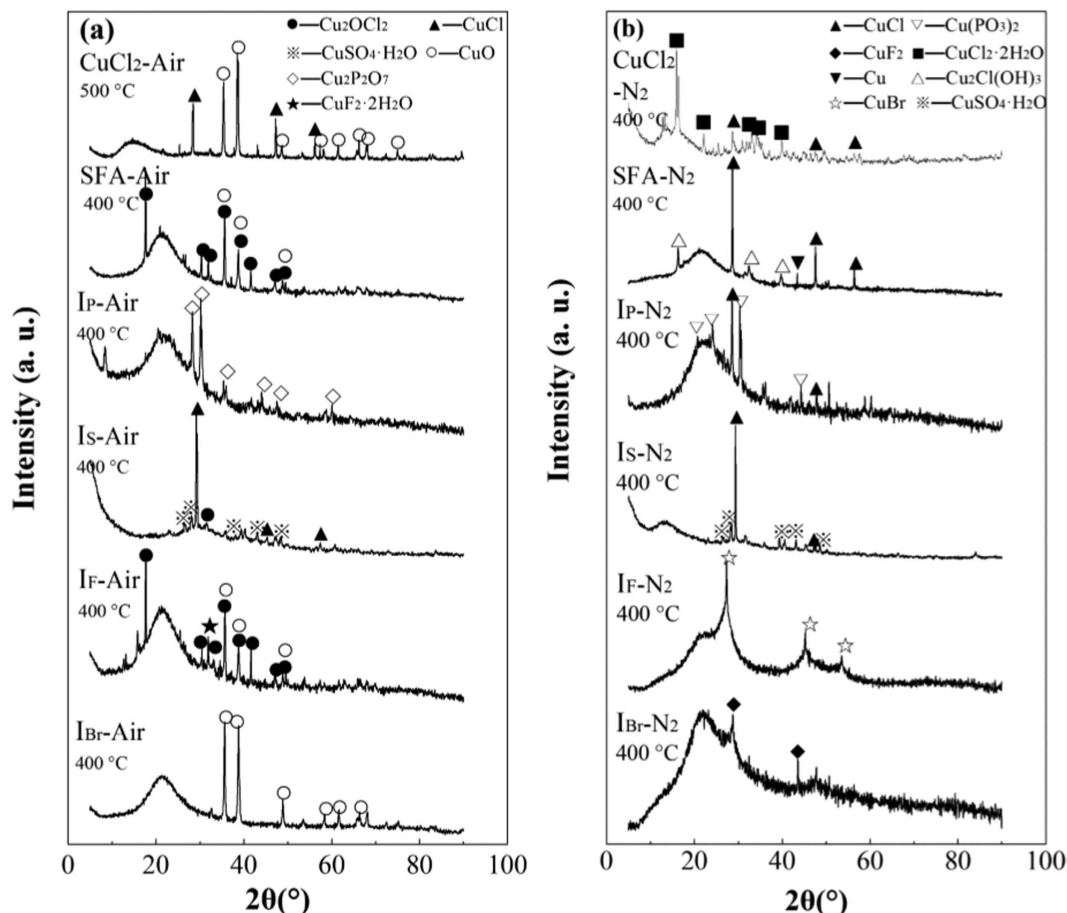 (a)
Cu₂OCl₂
CuCl
CuSO₄·H₂O
CuO
Cu₂P₂O₇
CuF₂·2H₂O
CuCl₂-Air
500 °C
SFA-Air
400 °C
IP-Air
400 °C
IS-Air
400 °C
IF-Air
400 °C
IBr-Air
400 °C
0 20 40 60 80 100
2θ(°)
Intensity (a. u.)
(b)
CuCl
Cu(PO₃)₂
CuF₂
CuCl₂·2H₂O
Cu
Cu₂Cl(OH)₃
CuBr
CuSO₄·H₂O
CuCl₂
-N₂
400 °C
SFA-N₂
400 °C
IP-N₂
400 °C
IS-N₂
400 °C
IF-N₂
400 °C
IBr-N₂
400 °C
0 20 40 60 80 100
2θ(°)
Intensity (a. u.)